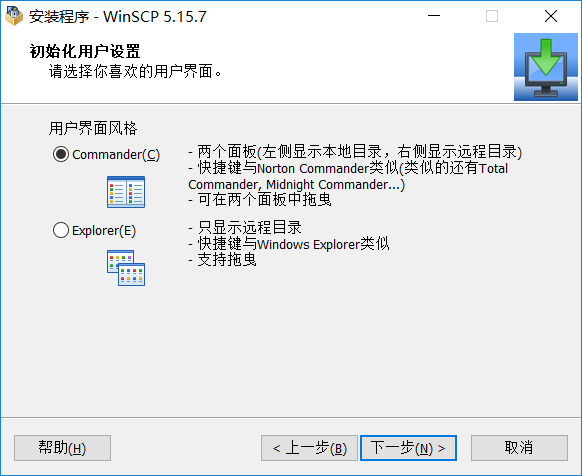 安装程序 - WinSCP 5.15.7
初始化用户设置
请选择你喜欢的用户界面。
用户界面风格
Commander(C)
- 两个面板(左侧显示本地目录，右侧显示远程目录)
- 快捷键与Norton Commander类似(类似的还有Total
Commander, Midnight Commander...)
- 可在两个面板中拖曳
Explorer(E)
- 只显示远程目录
- 快捷键与Windows Explorer类似
- 支持拖曳
帮助(H)
< 上一步(B)
下一步(N) >
取消